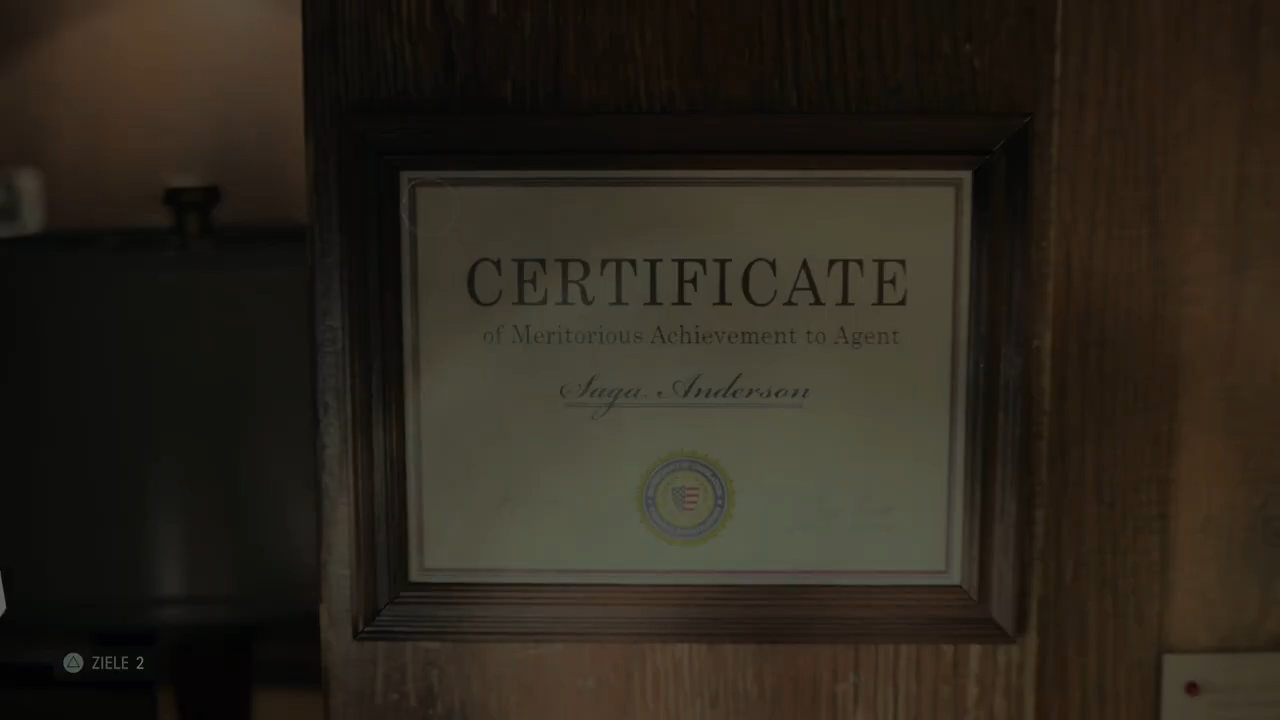 CERTIFICATE
of Meritorious Achievement to Agent
Saga Anderson
ZIELE 2